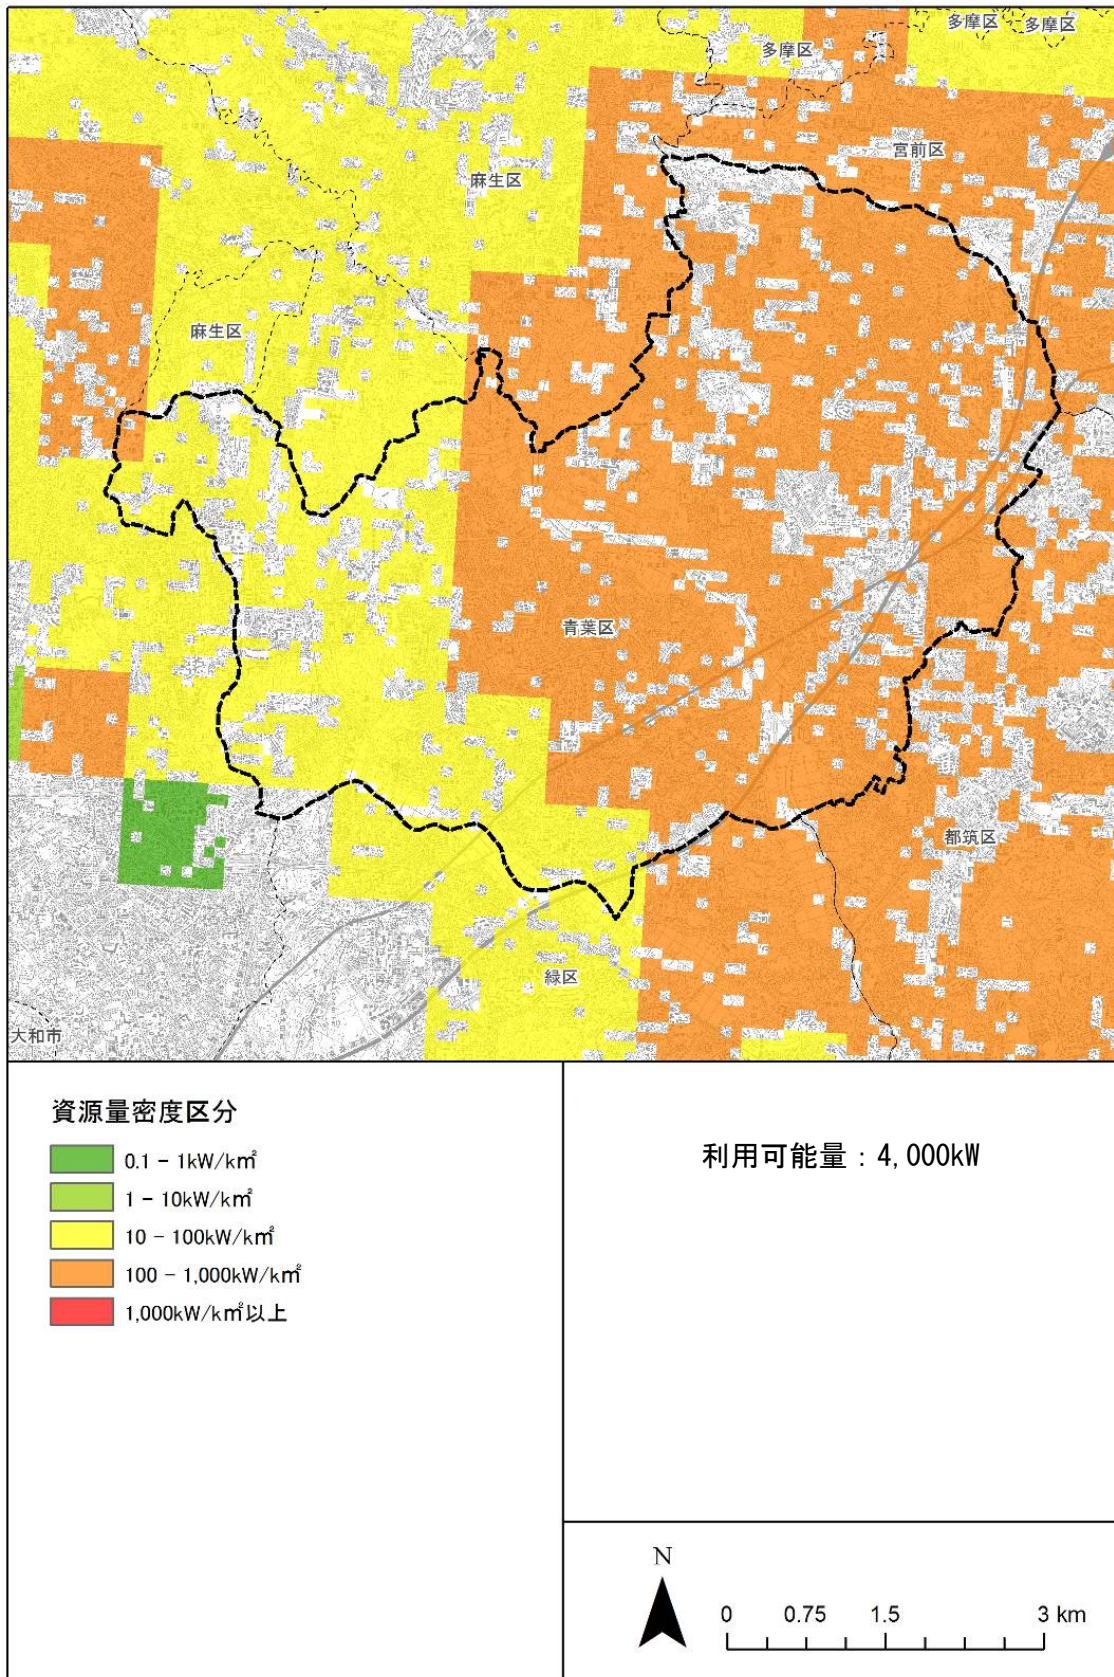 多摩区 多摩区
多摩区
宮前区
麻生区
麻生区
青葉区
都筑区
緑区
大和市
資源量密度区分
0.1 - 1kW/k㎡
1 - 10kW/k㎡
10 - 100kW/k㎡
100 - 1,000kW/k㎡
1,000kW/k㎡以上
利用可能量：4,000kW
N
0 0.75 1.5 3 km